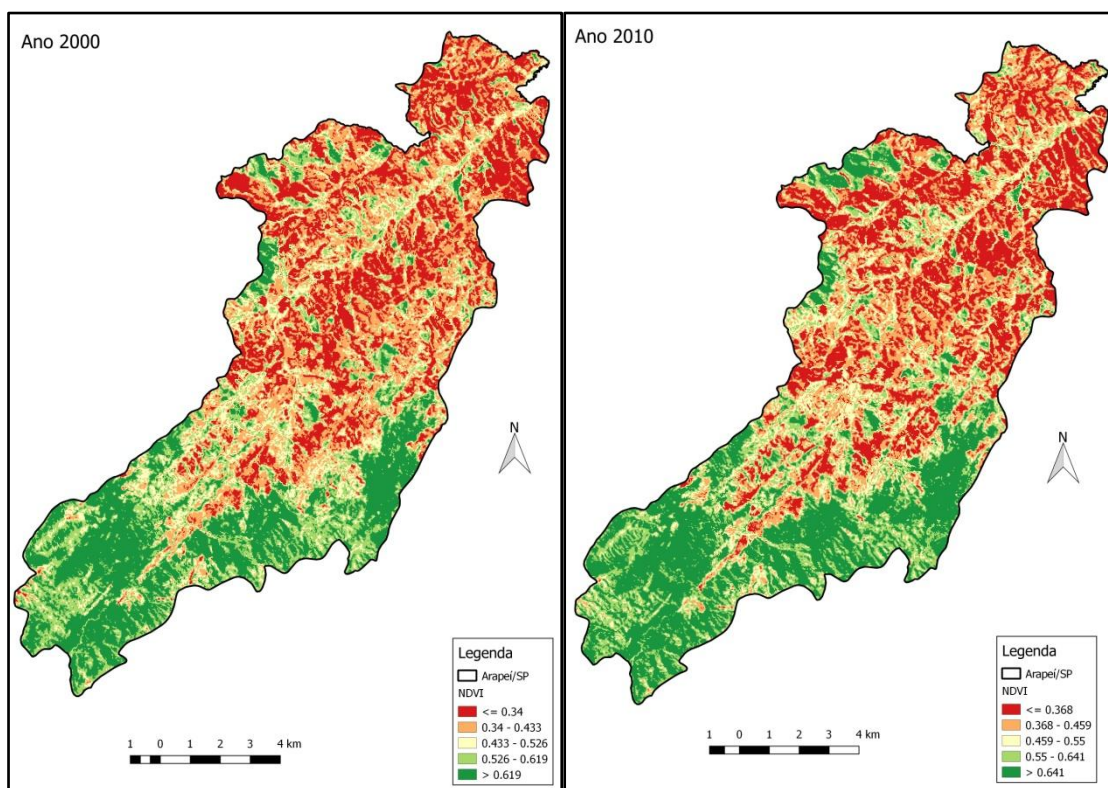 Ano 2000
N
Legenda
Arapeí/SP
NDVI
<= 0.34
0.34 - 0.433
0.433 - 0.526
0.526 - 0.619
> 0.619
1 0 1 2 3 4 km
Ano 2010
N
Legenda
Arapeí/SP
NDVI
<= 0.368
0.368 - 0.459
0.459 - 0.55
0.55 - 0.641
> 0.641
1 0 1 2 3 4 km